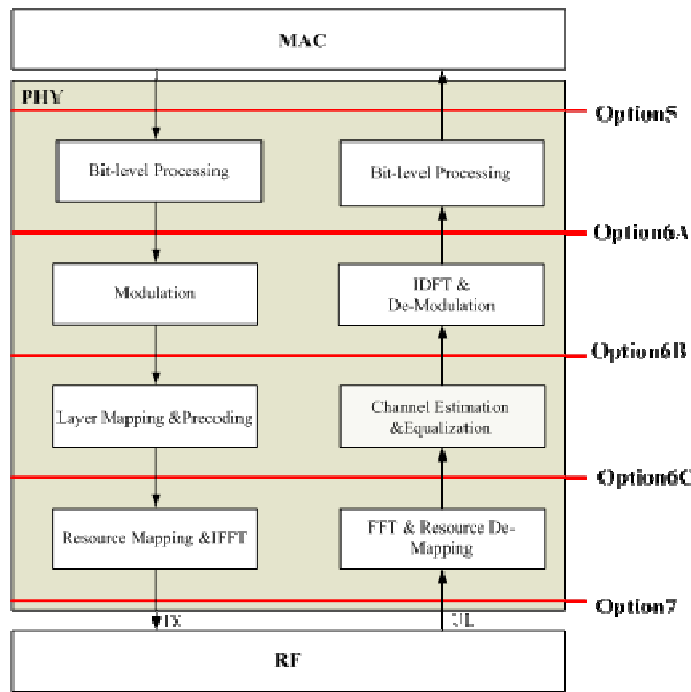 MAC
PHY
Option5
Bit-level Processing
Bit-level Processing
Option6A
Modulation
IDFT &
De-Modulation
Option6B
Layer Mapping &Precoding
Channel Estimation
&Equalization
Option6C
Resource Mapping &IFFT
FFT & Resource De-
Mapping
Option7
UL
RF